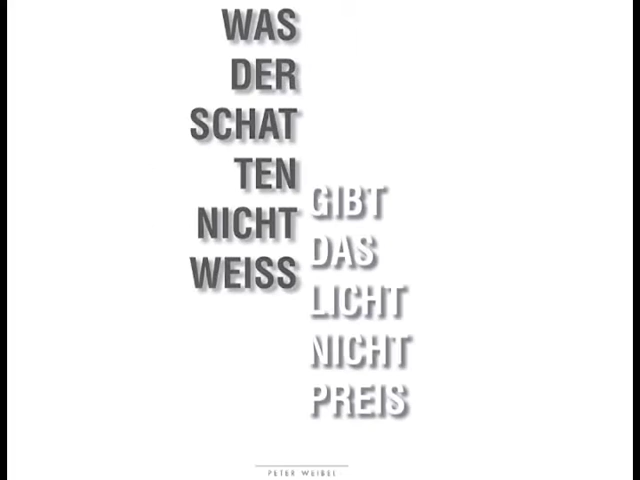 WAS
DER
SCHAT
TEN
NICHT
WEISS
GIBT
DAS
LICHT
NICHT
PREIS
PETER WEIBEL